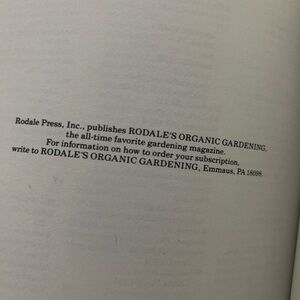 Rodale Press, Inc., publishes RODALE'S ORGANIC GARDENING,
the all-time favorite gardening magazine.
For information on how to order your subscription,
write to RODALE'S ORGANIC GARDENING, Emmaus, PA 18098.